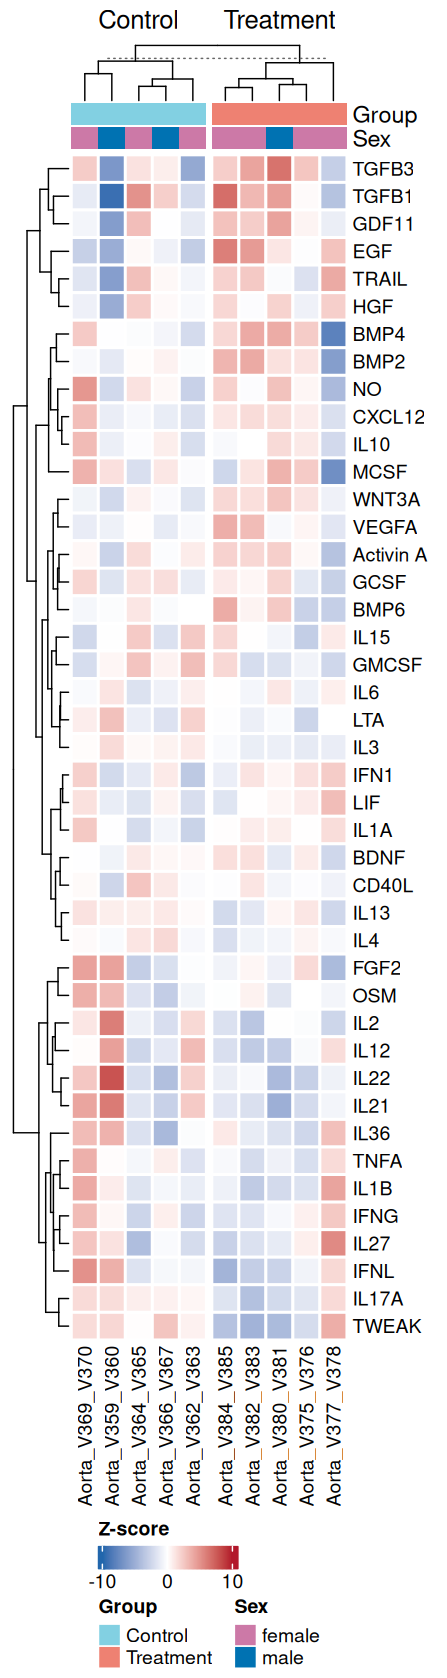 Control Treatment
Group
Sex
TGFB3
TGFB1
GDF11
EGF
TRAIL
HGF
BMP4
BMP2
NO
CXCL12
IL10
MCSF
WNT3A
VEGFA
Activin A
GCSF
BMP6
IL15
GMCSF
IL6
LTA
IL3
IFN1
LIF
IL1A
BDNF
CD40L
IL13
IL4
FGF2
OSM
IL2
IL12
IL22
IL21
IL36
TNFA
IL1B
IFNG
IL27
IFNL
IL17A
TWEAK
Aorta_V369_V370
Aorta_V359_V360
Aorta_V364_V365
Aorta_V366_V367
Aorta_V362_V363
Aorta_V384_V385
Aorta_V382_V383
Aorta_V380_V381
Aorta_V375_V376
Aorta_V377_V378
Z-score
-10 0 10
Group Sex
Control female
Treatment male